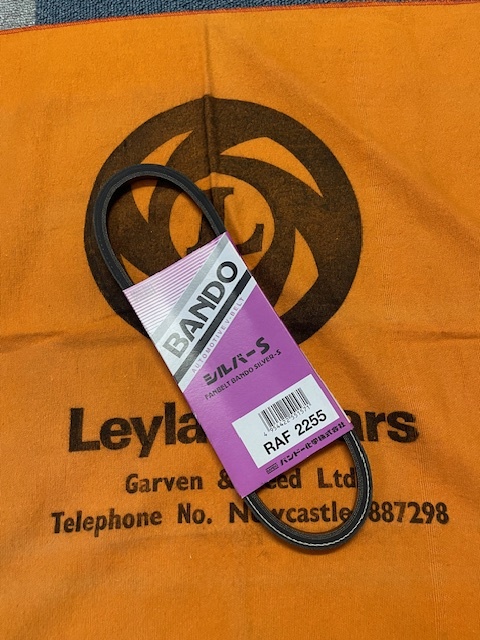 L
BANDO
AUTOMOTIVE V-BELT
シルバーS
FANBELT BANDO SILVER-S
RAF 2255
バンドー化学株式会社
Leyla ars
Garven & eed Ltd
Telephone No. N wcastle 887298